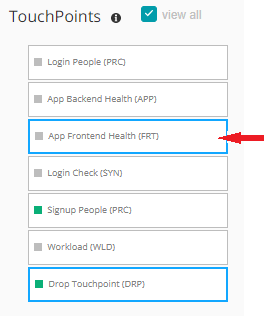 TouchPoints
view all
Login People (PRC)
App Backend Health (APP)
App Frontend Health (FRT)
Login Check (SYN)
Signup People (PRC)
Workload (WLD)
Drop Touchpoint (DRP)